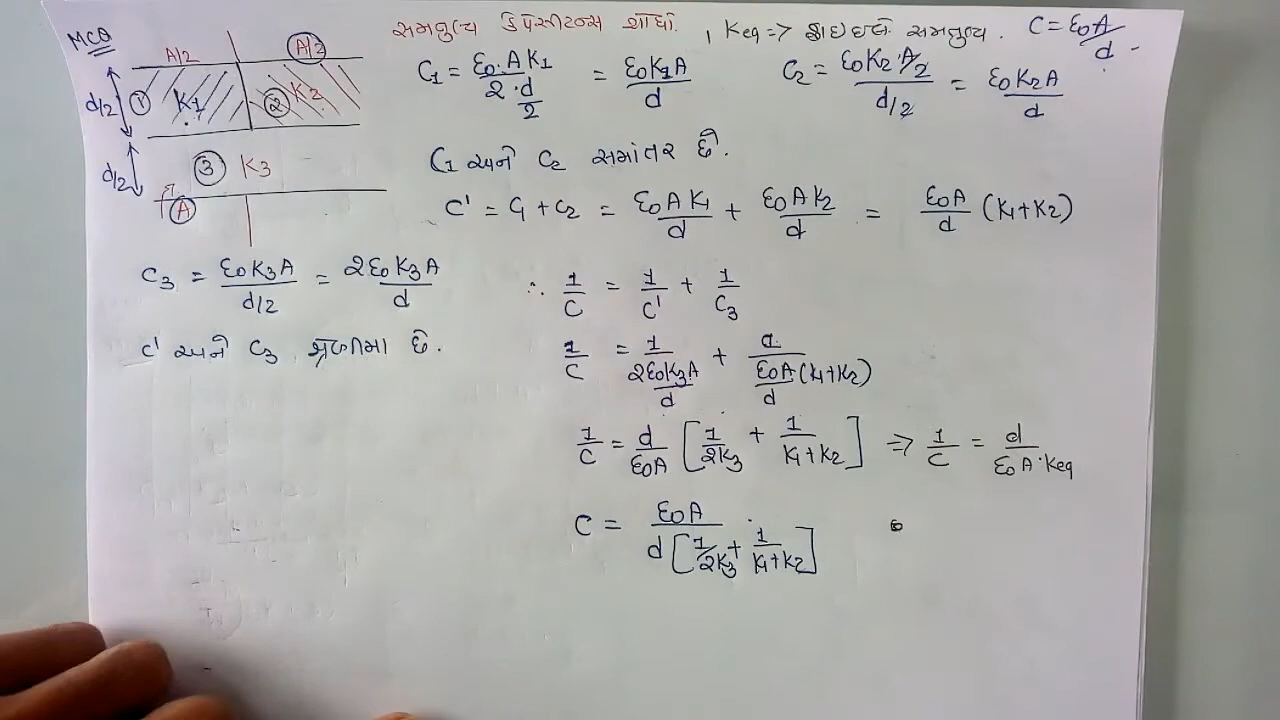 MCQ
સમતુલ્ય કેપેસીટન્સ શોધો. , Keq => ડાઇઇલે. સમતુલ્ય. C = ε₀A/d
A/2 A/2
d/2 ① K₁ ② K₂
d/2 ③ K₃
A
C₁ = ε₀·AK₁/(2·d/2) = ε₀K₁A/d C₂ = ε₀K₂·A/2/(d/2) = ε₀K₂A/d
C₁ અને C₂ સમાંતર છે.
C' = C₁ + C₂ = ε₀AK₁/d + ε₀AK₂/d = ε₀A/d (K₁+K₂)
C₃ = ε₀K₃A/(d/2) = 2ε₀K₃A/d
C' અને C₃ શ્રેણીમાં છે.
∴ 1/C = 1/C' + 1/C₃
1/C = 1/(2ε₀K₃A/d) + 1/(ε₀A/d (K₁+K₂))
1/C = d/ε₀A [1/2K₃ + 1/(K₁+K₂)] => 1/C = d/(ε₀A·Keq)
C = ε₀A/(d[1/2K₃ + 1/(K₁+K₂)])